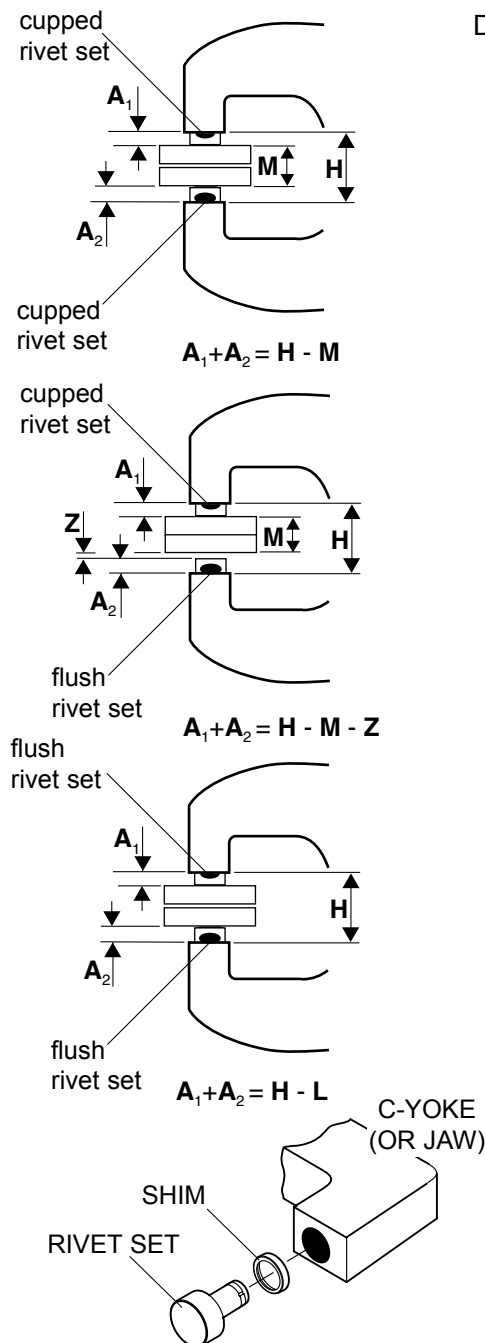 cupped
rivet set
D
A₁
M
H
A₂
cupped
rivet set
A₁+A₂ = H - M
cupped
rivet set
A₁
Z
M
H
A₂
flush
rivet set
A₁+A₂ = H - M - Z
flush
rivet set
A₁
H
A₂
flush
rivet set
A₁+A₂ = H - L
C-YOKE
(OR JAW)
SHIM
RIVET SET